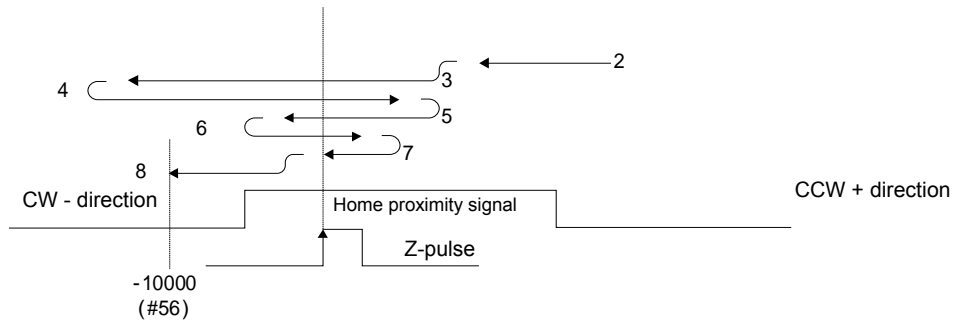 2
3
4
5
6
7
8
CW - direction
CCW + direction
Home proximity signal
Z-pulse
-10000
(#56)